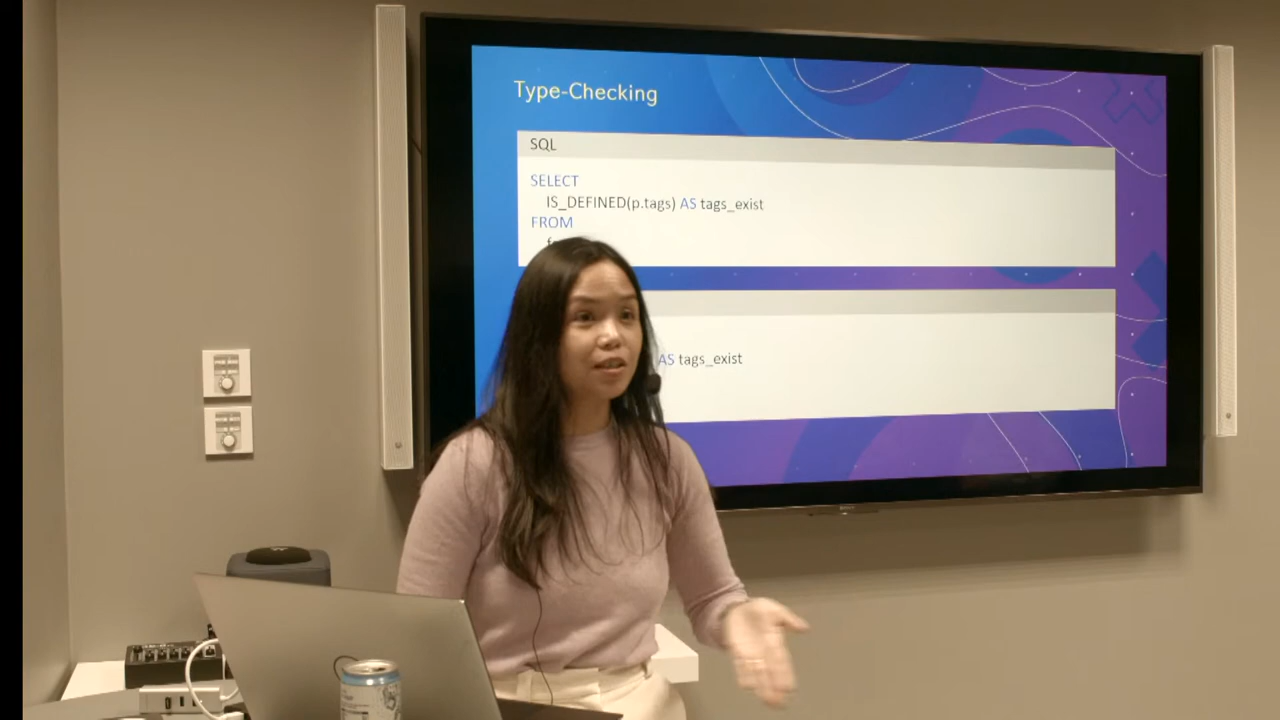 Type-Checking
SQL
SELECT
IS_DEFINED(p.tags) AS tags_exist
FROM
AS tags_exist